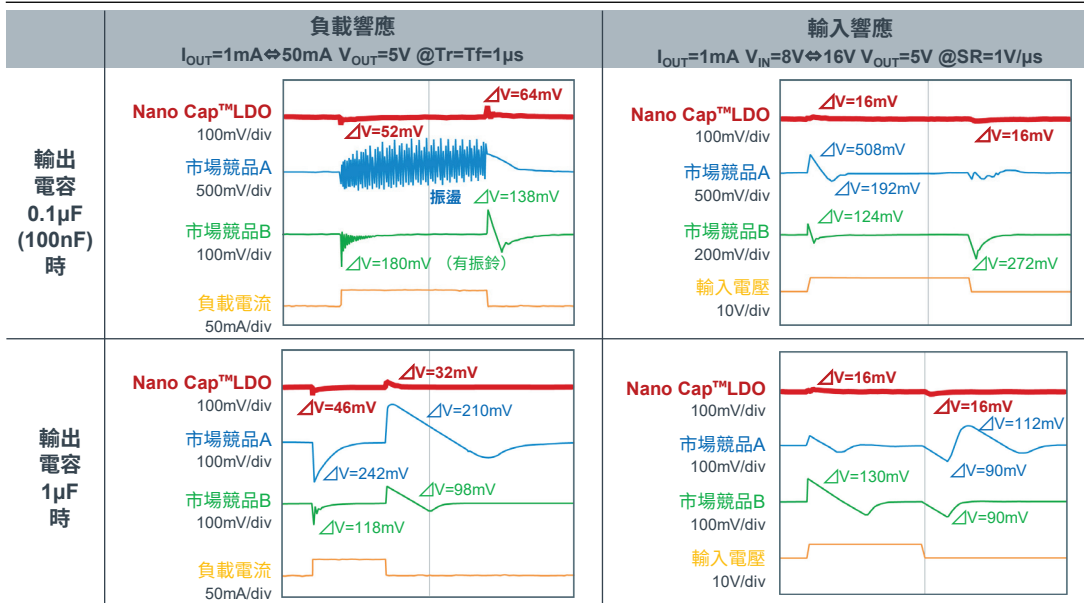 負載響應
I_OUT=1mA⇔50mA V_OUT=5V @Tr=Tf=1μs
輸入響應
I_OUT=1mA V_IN=8V⇔16V V_OUT=5V @SR=1V/μs
輸出
電容
0.1μF
(100nF)
時
Nano Cap™LDO
100mV/div
⊿V=64mV
⊿V=52mV
市場競品A
500mV/div
振盪
市場競品B
100mV/div
⊿V=138mV
⊿V=180mV （有振鈴）
負載電流
50mA/div
Nano Cap™LDO
100mV/div
⊿V=16mV
⊿V=16mV
市場競品A
500mV/div
⊿V=508mV
⊿V=192mV
市場競品B
200mV/div
⊿V=124mV
⊿V=272mV
輸入電壓
10V/div
輸出
電容
1μF
時
Nano Cap™LDO
100mV/div
⊿V=32mV
⊿V=46mV
市場競品A
100mV/div
⊿V=210mV
⊿V=242mV
市場競品B
100mV/div
⊿V=98mV
⊿V=118mV
負載電流
50mA/div
Nano Cap™LDO
100mV/div
⊿V=16mV
⊿V=16mV
市場競品A
100mV/div
⊿V=112mV
⊿V=90mV
市場競品B
100mV/div
⊿V=130mV
⊿V=90mV
輸入電壓
10V/div